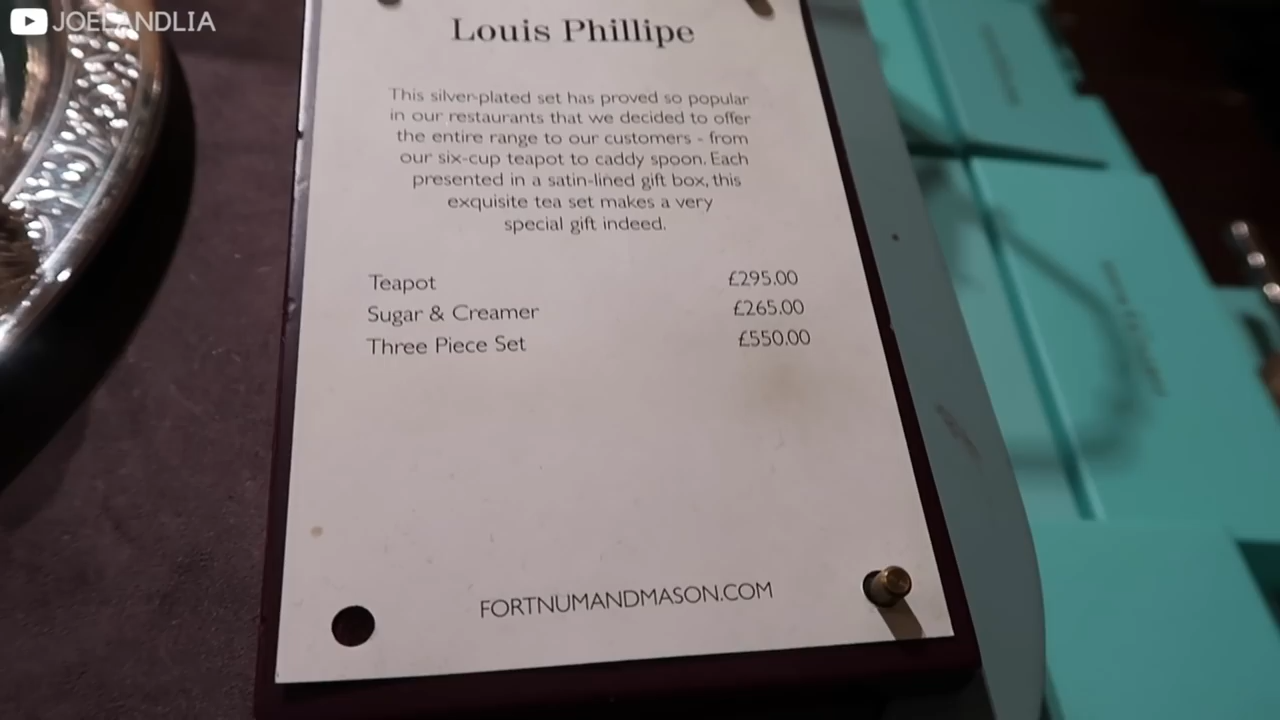 JOELANDLIA
Louis Phillipe
This silver-plated set has proved so popular
in our restaurants that we decided to offer
the entire range to our customers - from
our six-cup teapot to caddy spoon. Each
presented in a satin-lined gift box, this
exquisite tea set makes a very
special gift indeed.
Teapot £295.00
Sugar & Creamer £265.00
Three Piece Set £550.00
FORTNUMANDMASON.COM